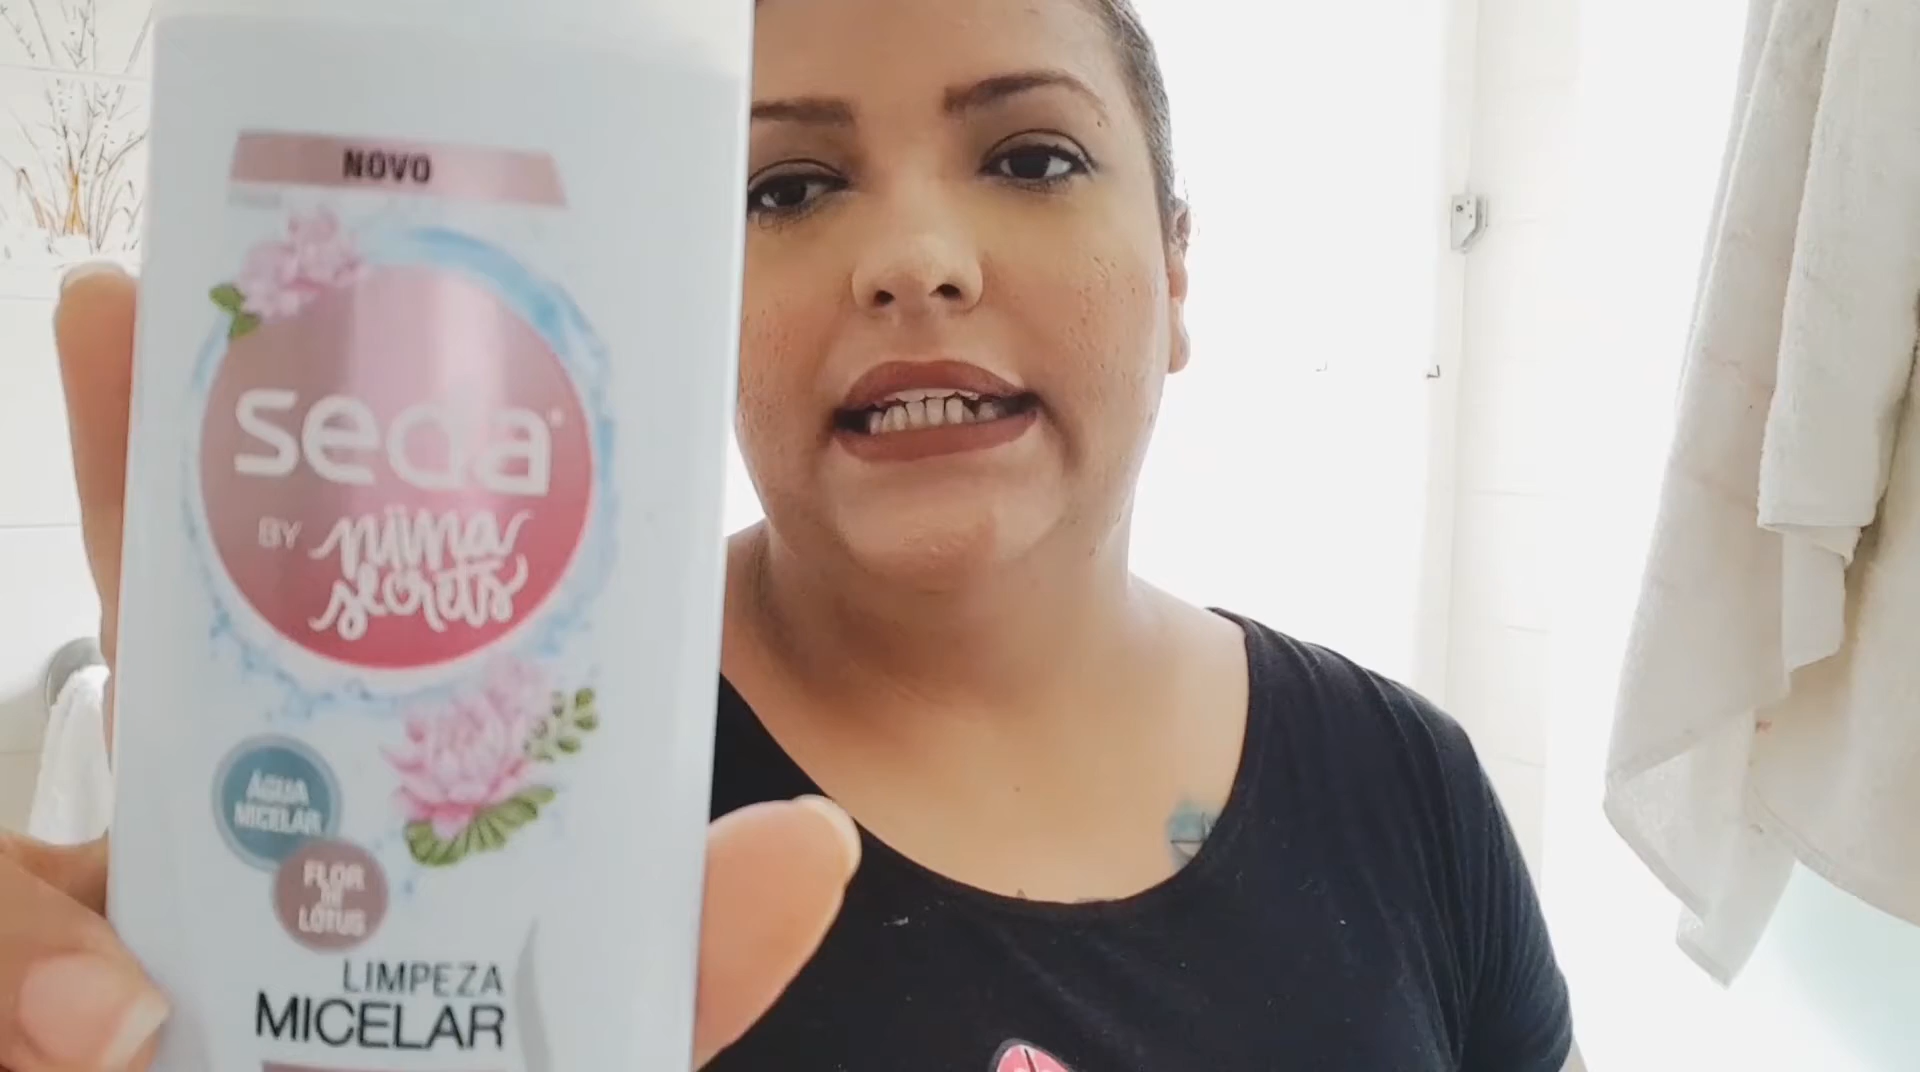 NOVO
seda
BY niina
secrets
ÁGUA
MICELAR
FLOR
DE
LÓTUS
LIMPEZA
MICELAR